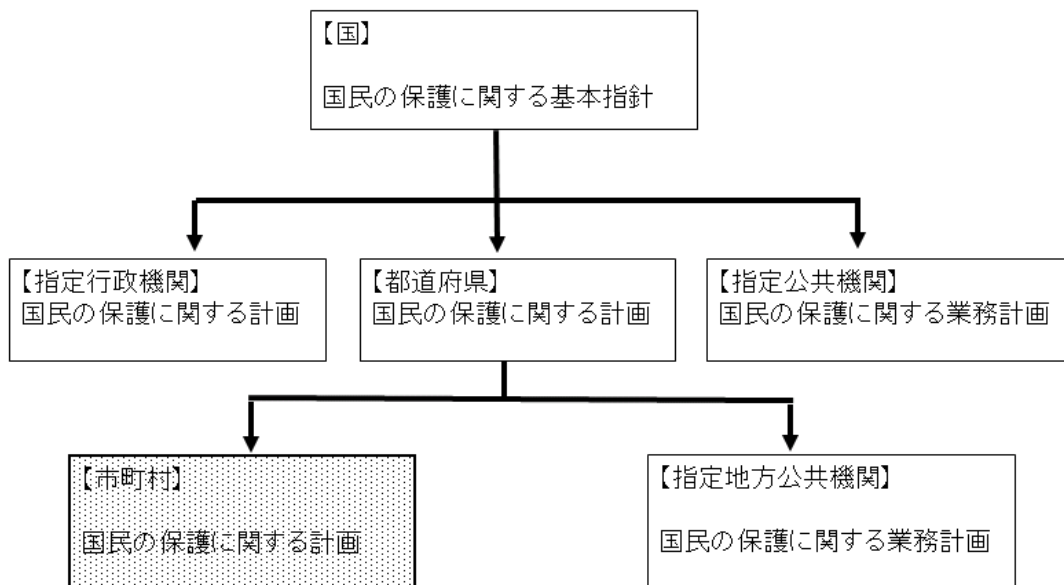 【国】
国民の保護に関する基本指針
【指定行政機関】
国民の保護に関する計画
【都道府県】
国民の保護に関する計画
【指定公共機関】
国民の保護に関する業務計画
【市町村】
国民の保護に関する計画
【指定地方公共機関】
国民の保護に関する業務計画